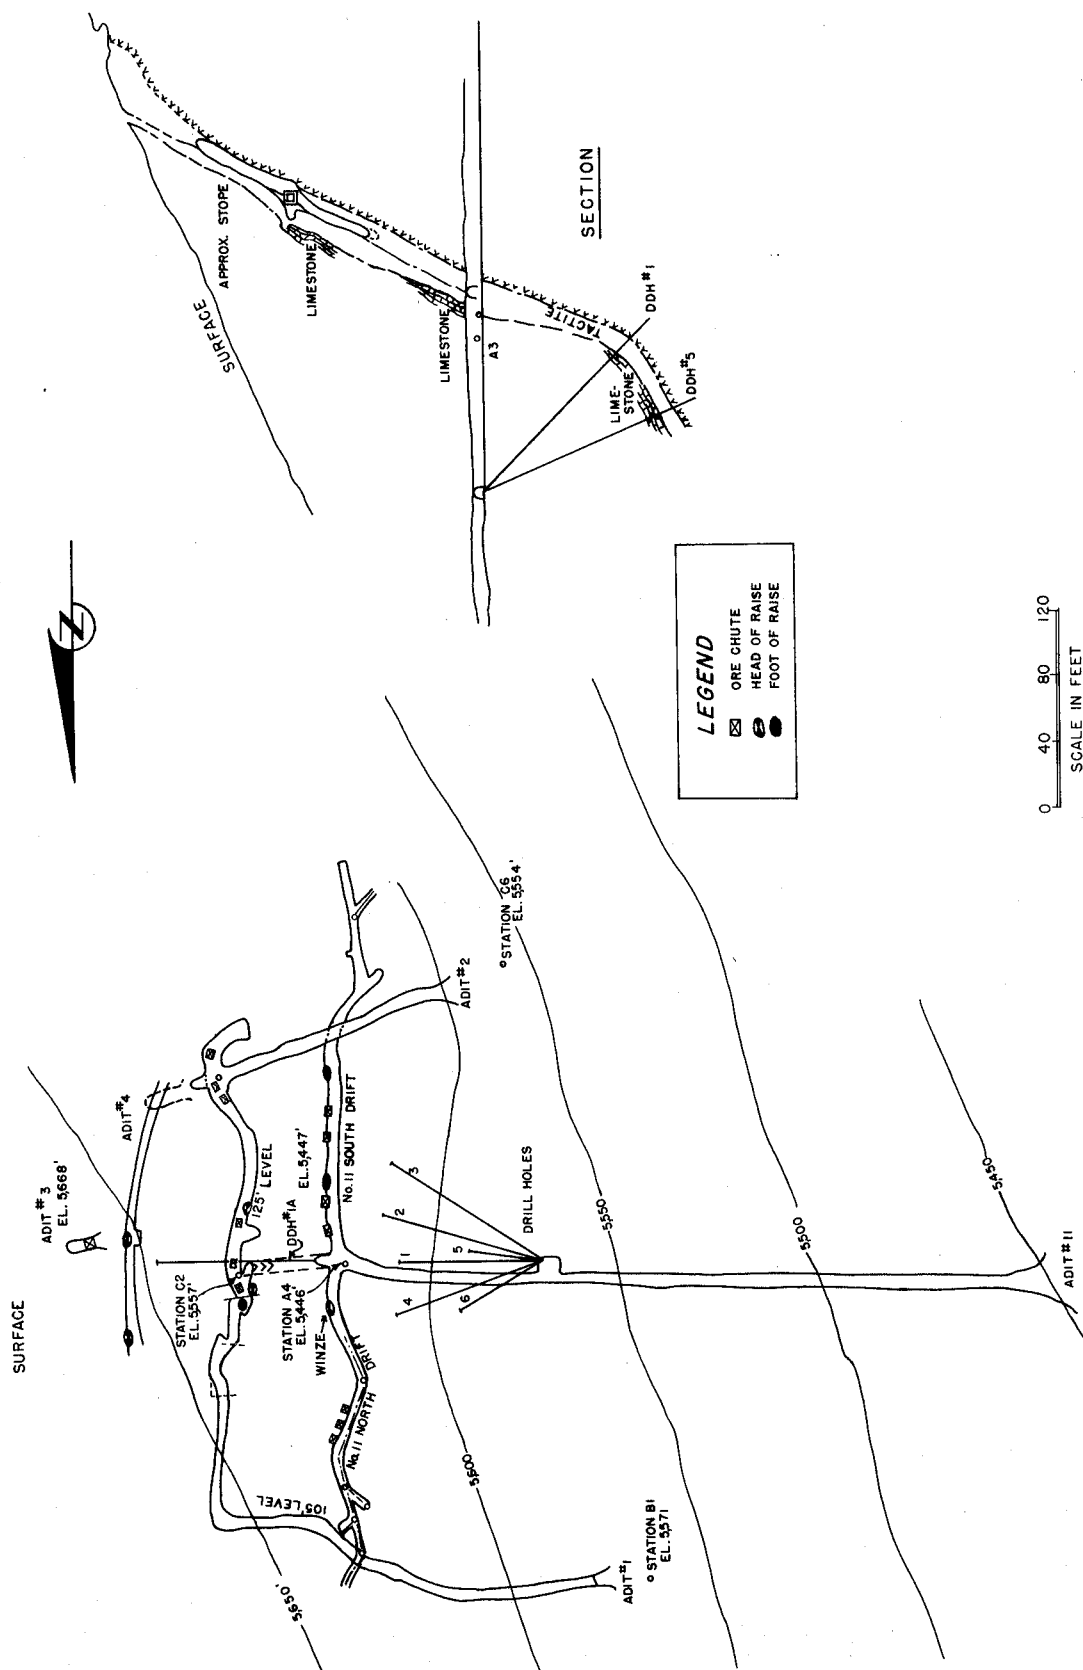 SURFACE
ADIT #3
EL. 5,668'
ADIT #4
STATION C2
EL. 5,557'
125' LEVEL
DDH #1A
EL. 5,447'
STATION A4
EL. 5,446'
WINZE
No. 11 SOUTH DRIFT
No. 11 NORTH DRIFT
105' LEVEL
ADIT #2
STATION C6
EL. 5,554'
DRILL HOLES
1
2
3
4
5
6
ADIT #1
STATION B1
EL. 5,571
ADIT #11
5,650'
5,600
5,550
5,500
5,450
N
SURFACE
APPROX. STOPE
LIMESTONE
LIMESTONE
A3
TACTITE
LIME-
STONE
DDH #1
DDH #5
SECTION
LEGEND
ORE CHUTE
HEAD OF RAISE
FOOT OF RAISE
0 40 80 120
SCALE IN FEET